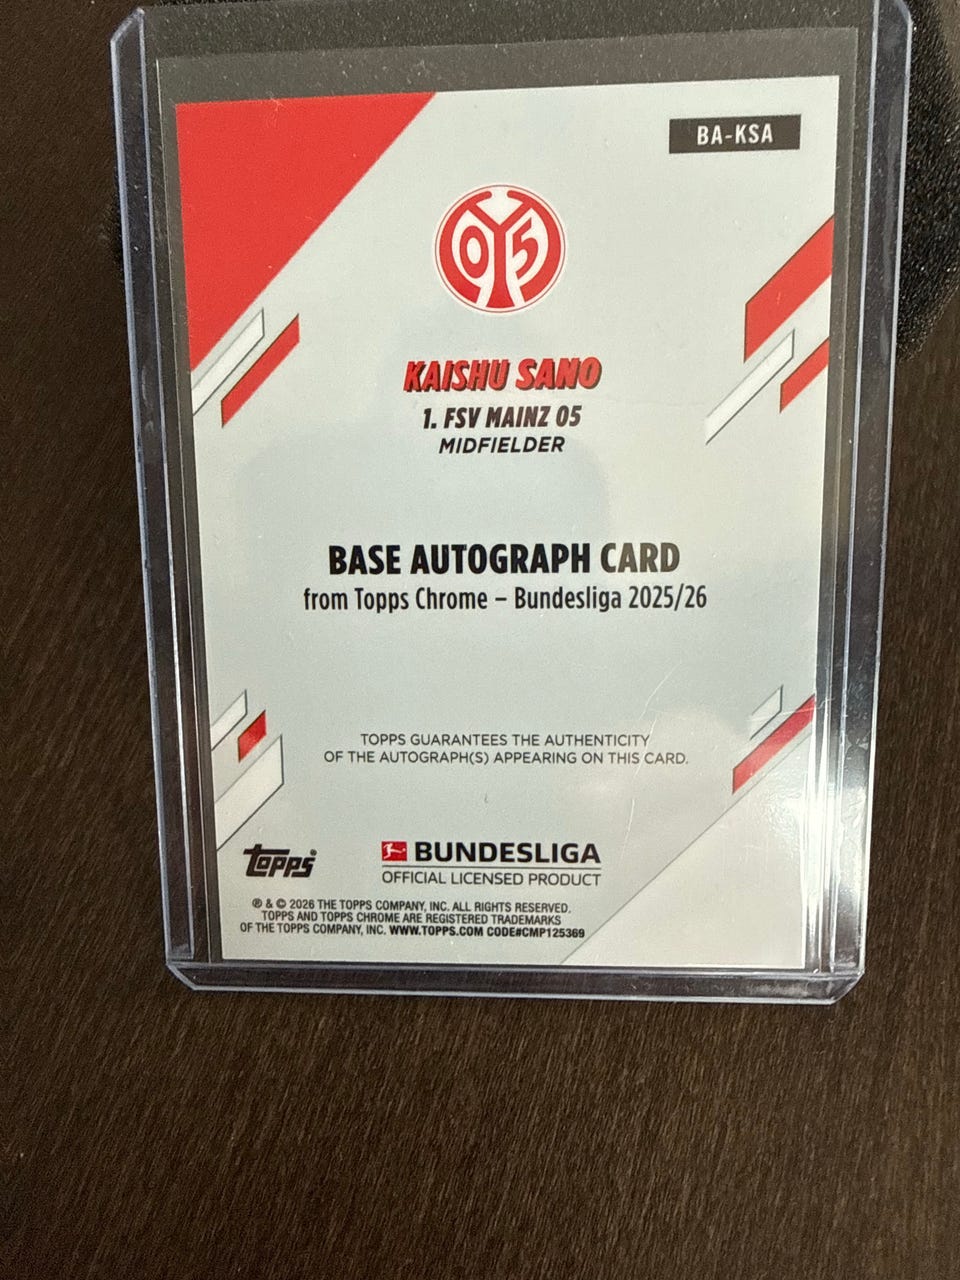 BA-KSA
05
KAISHU SANO
1. FSV MAINZ 05
MIDFIELDER
BASE AUTOGRAPH CARD
from Topps Chrome – Bundesliga 2025/26
TOPPS GUARANTEES THE AUTHENTICITY
OF THE AUTOGRAPH(S) APPEARING ON THIS CARD.
topps
BUNDESLIGA
OFFICIAL LICENSED PRODUCT
® & © 2026 THE TOPPS COMPANY, INC. ALL RIGHTS RESERVED.
TOPPS AND TOPPS CHROME ARE REGISTERED TRADEMARKS
OF THE TOPPS COMPANY, INC. WWW.TOPPS.COM CODE#CMP125369